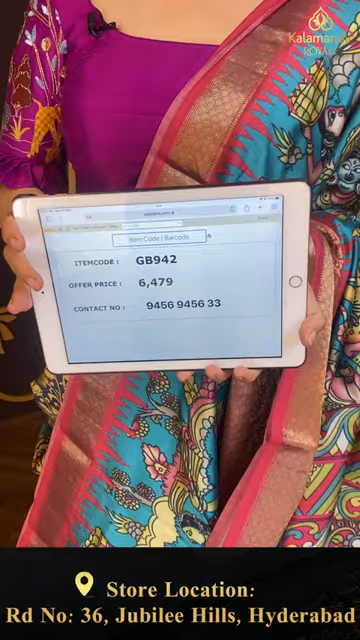 Kalamandir
ROYALE
Item Code | Barcode
ITEMCODE : GB942
OFFER PRICE : 6,479
CONTACT NO : 9456 9456 33
Store Location:
Rd No: 36, Jubilee Hills, Hyderabad